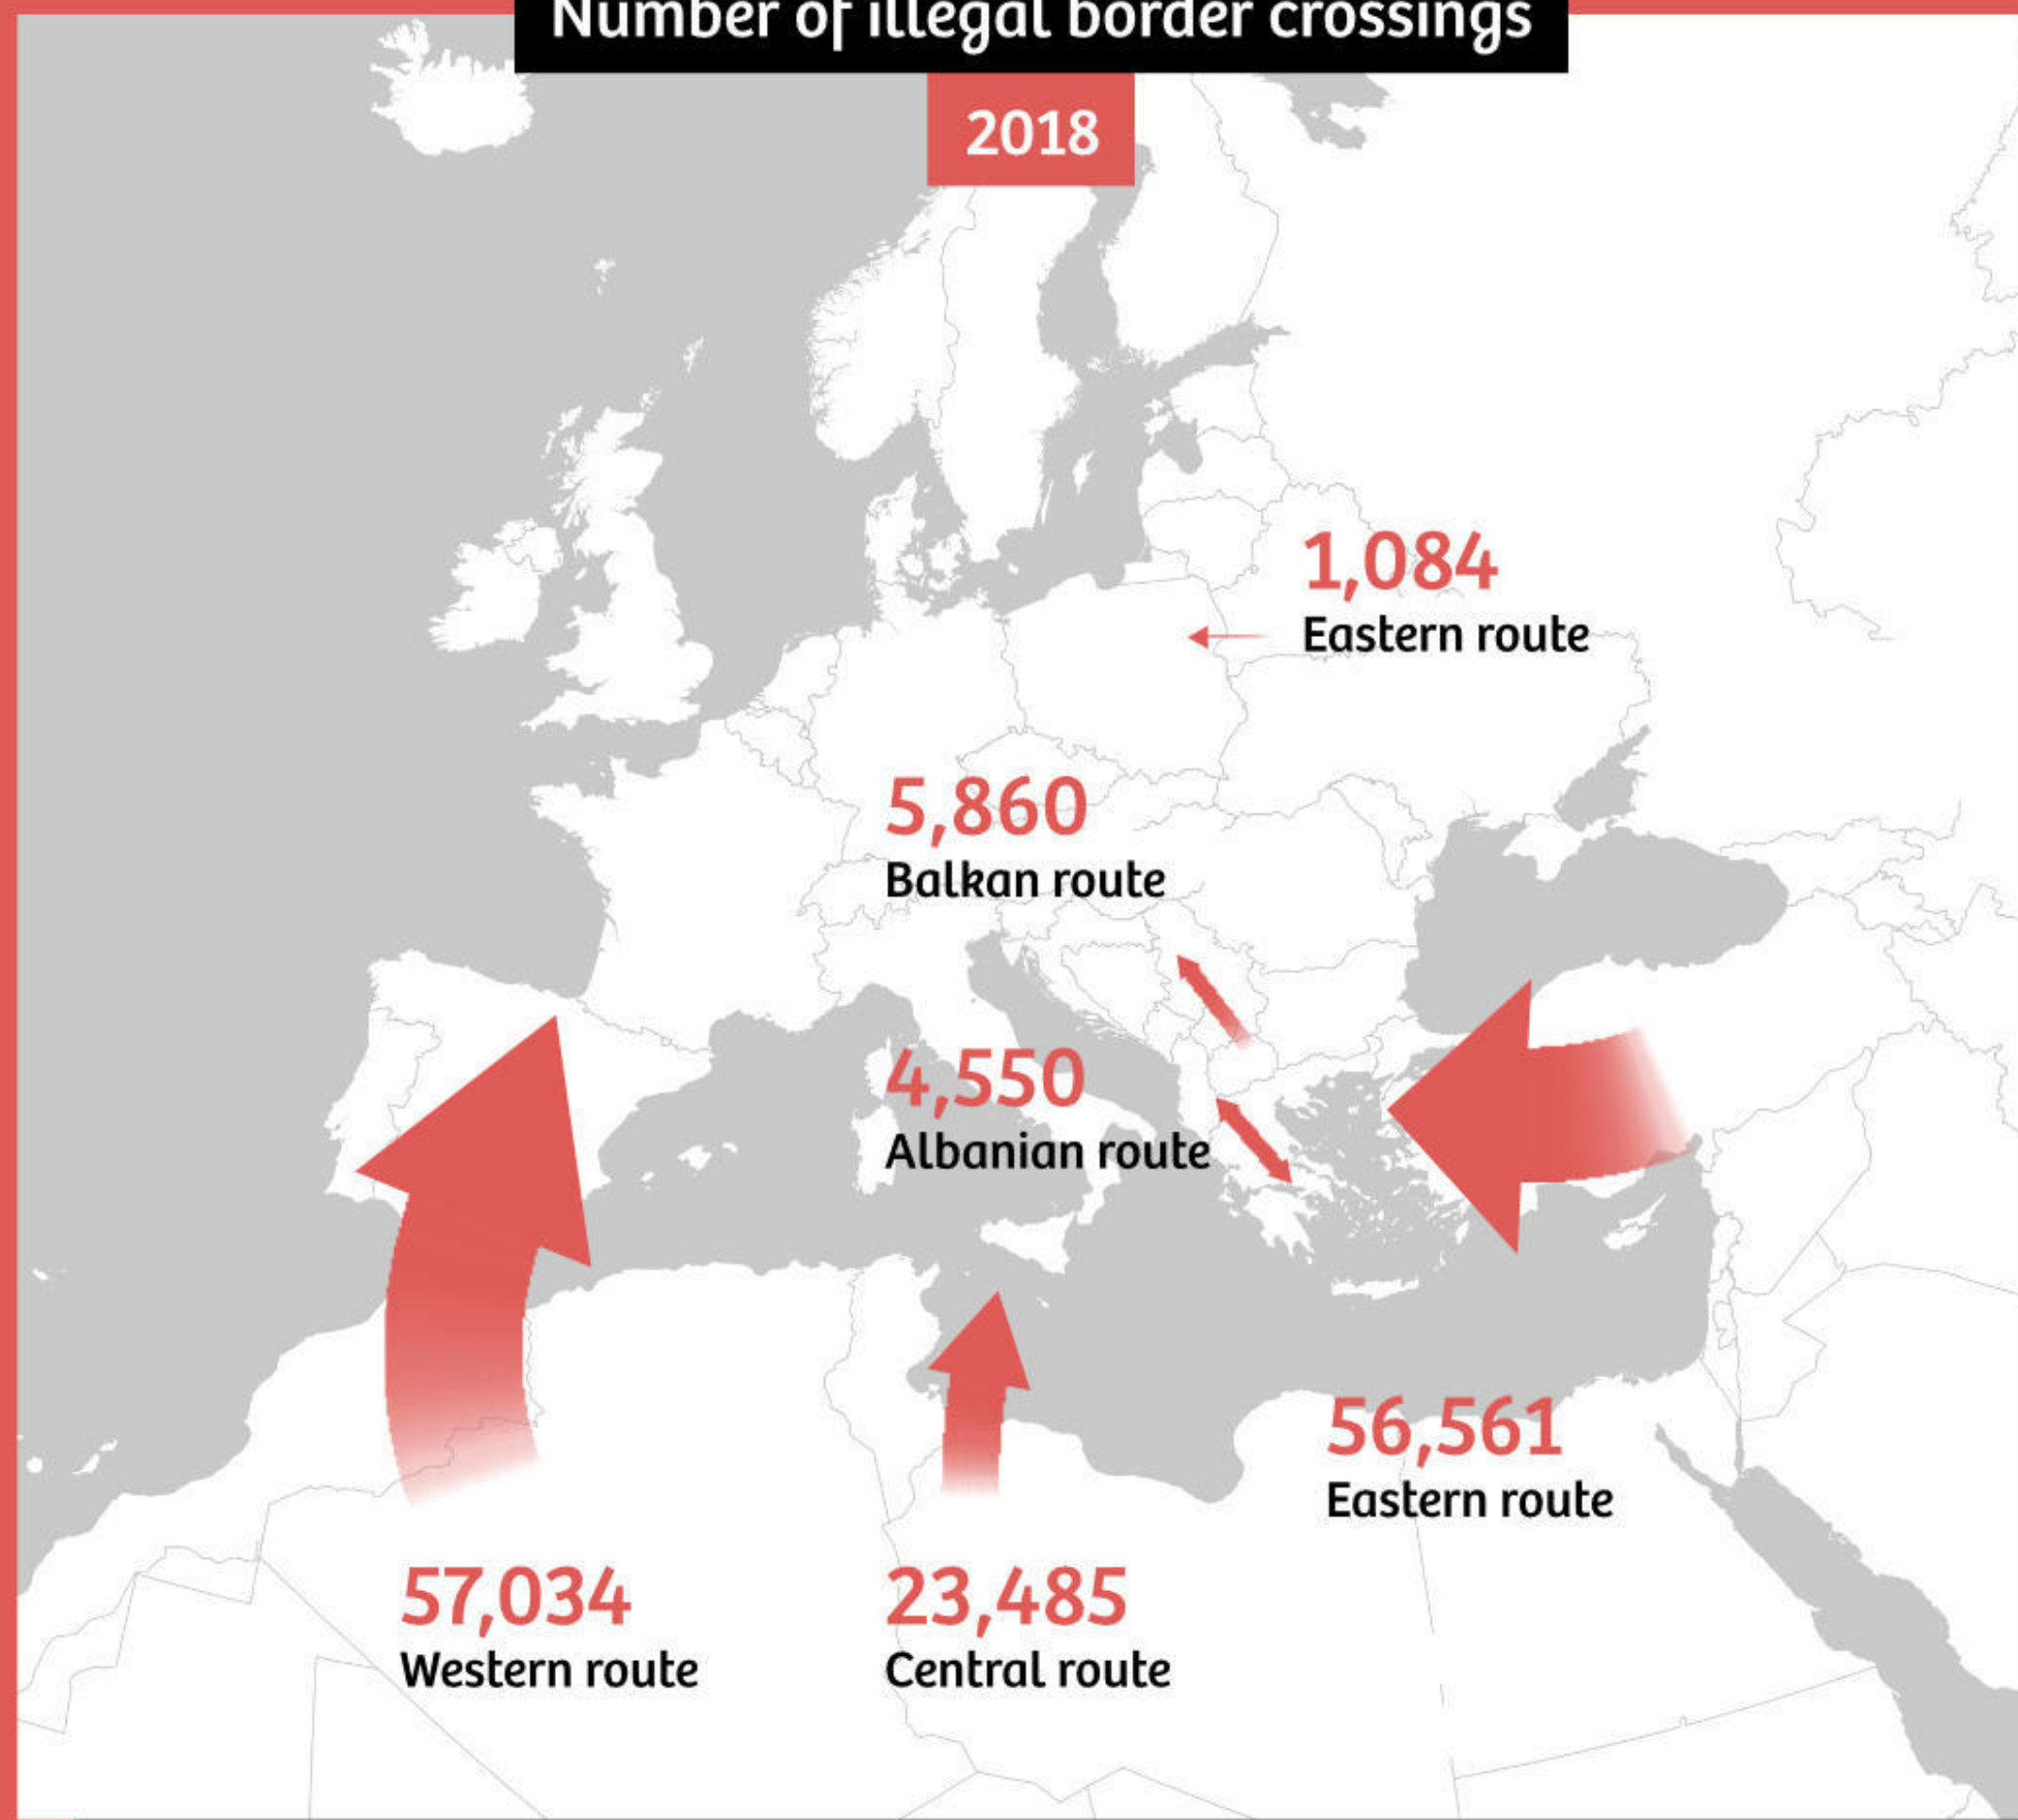 Number of illegal border crossings
2018
1,084
Eastern route
5,860
Balkan route
4,550
Albanian route
56,561
Eastern route
57,034
Western route
23,485
Central route